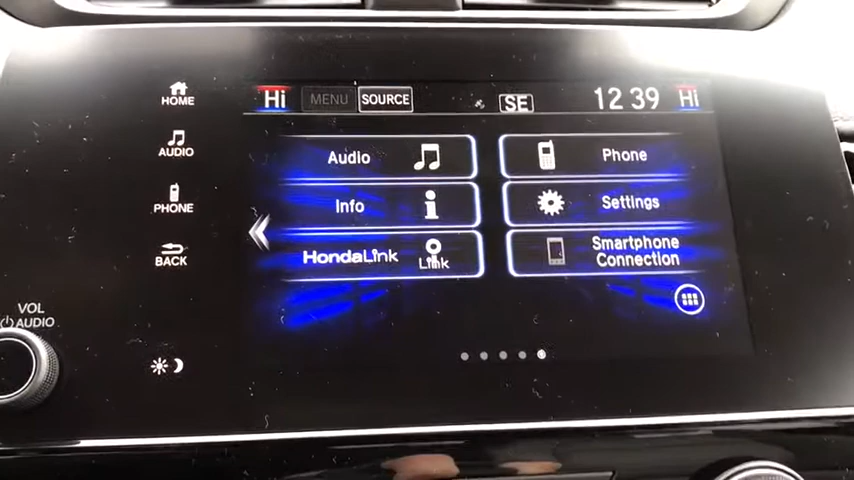 HOME
AUDIO
PHONE
BACK
VOL
AUDIO
Hi MENU SOURCE SE 12:39 Hi
Audio Phone
Info Settings
HondaLink Link Smartphone
Connection